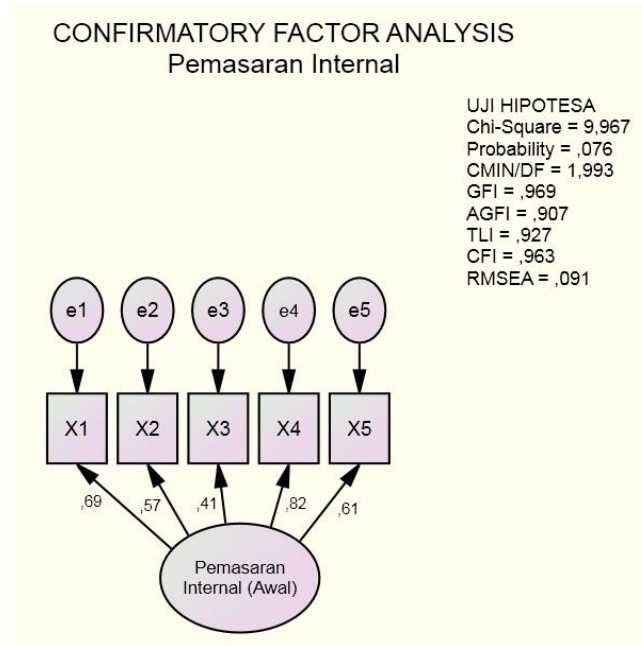 CONFIRMATORY FACTOR ANALYSIS
Pemasaran Internal
UJI HIPOTESA
Chi-Square = 9,967
Probability = ,076
CMIN/DF = 1,993
GFI = ,969
AGFI = ,907
TLI = ,927
CFI = ,963
RMSEA = ,091
e1 e2 e3 e4 e5
X1 X2 X3 X4 X5
,69 ,57 ,41 ,82 ,61
Pemasaran
Internal (Awal)